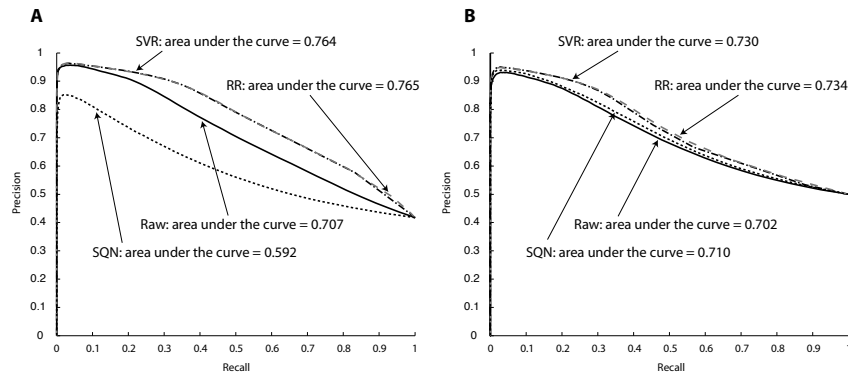 A
SVR: area under the curve = 0.764
RR: area under the curve = 0.765
Raw: area under the curve = 0.707
SQN: area under the curve = 0.592
Precision
1
0.9
0.8
0.7
0.6
0.5
0.4
0.3
0.2
0.1
0
0 0.1 0.2 0.3 0.4 0.5 0.6 0.7 0.8 0.9 1
Recall
B
SVR: area under the curve = 0.730
RR: area under the curve = 0.734
Raw: area under the curve = 0.702
SQN: area under the curve = 0.710
Precision
1
0.9
0.8
0.7
0.6
0.5
0.4
0.3
0.2
0.1
0
0 0.1 0.2 0.3 0.4 0.5 0.6 0.7 0.8 0.9 1
Recall